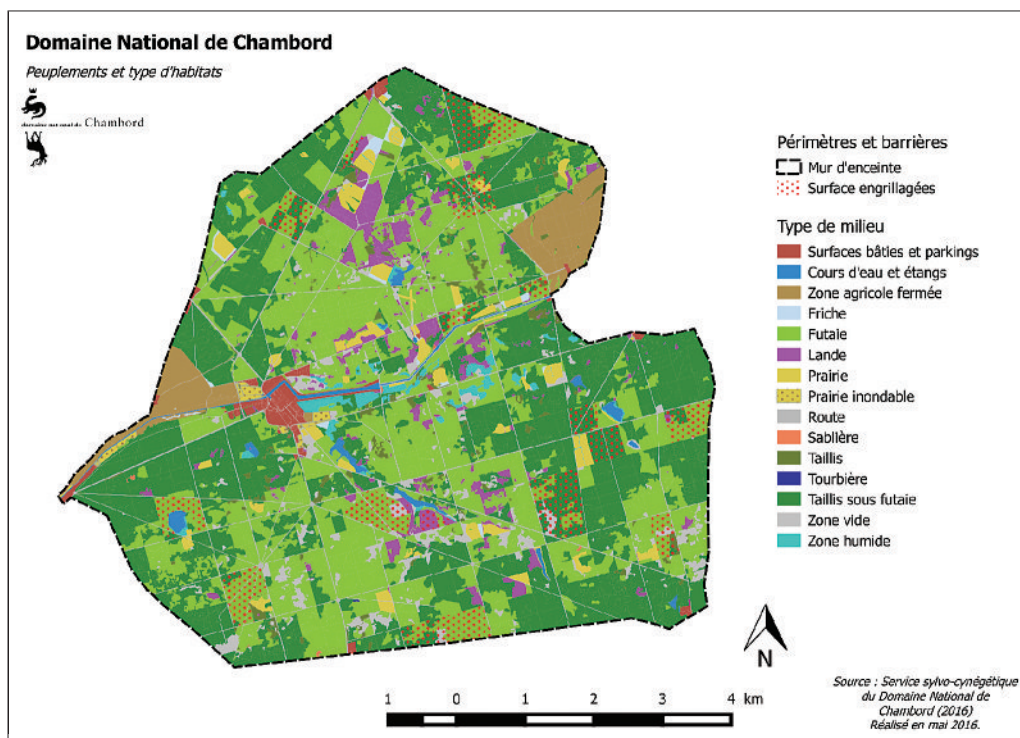 Domaine National de Chambord
Peuplements et type d'habitats
domaine national de Chambord
Périmètres et barrières
Mur d'enceinte
Surface engrillagées
Type de milieu
Surfaces bâties et parkings
Cours d'eau et étangs
Zone agricole fermée
Friche
Futaie
Lande
Prairie
Prairie inondable
Route
Sablière
Taillis
Tourbière
Taillis sous futaie
Zone vide
Zone humide
N
1 0 1 2 3 4 km
Source : Service sylvo-cynégétique
du Domaine National de
Chambord (2016)
Réalisé en mai 2016.